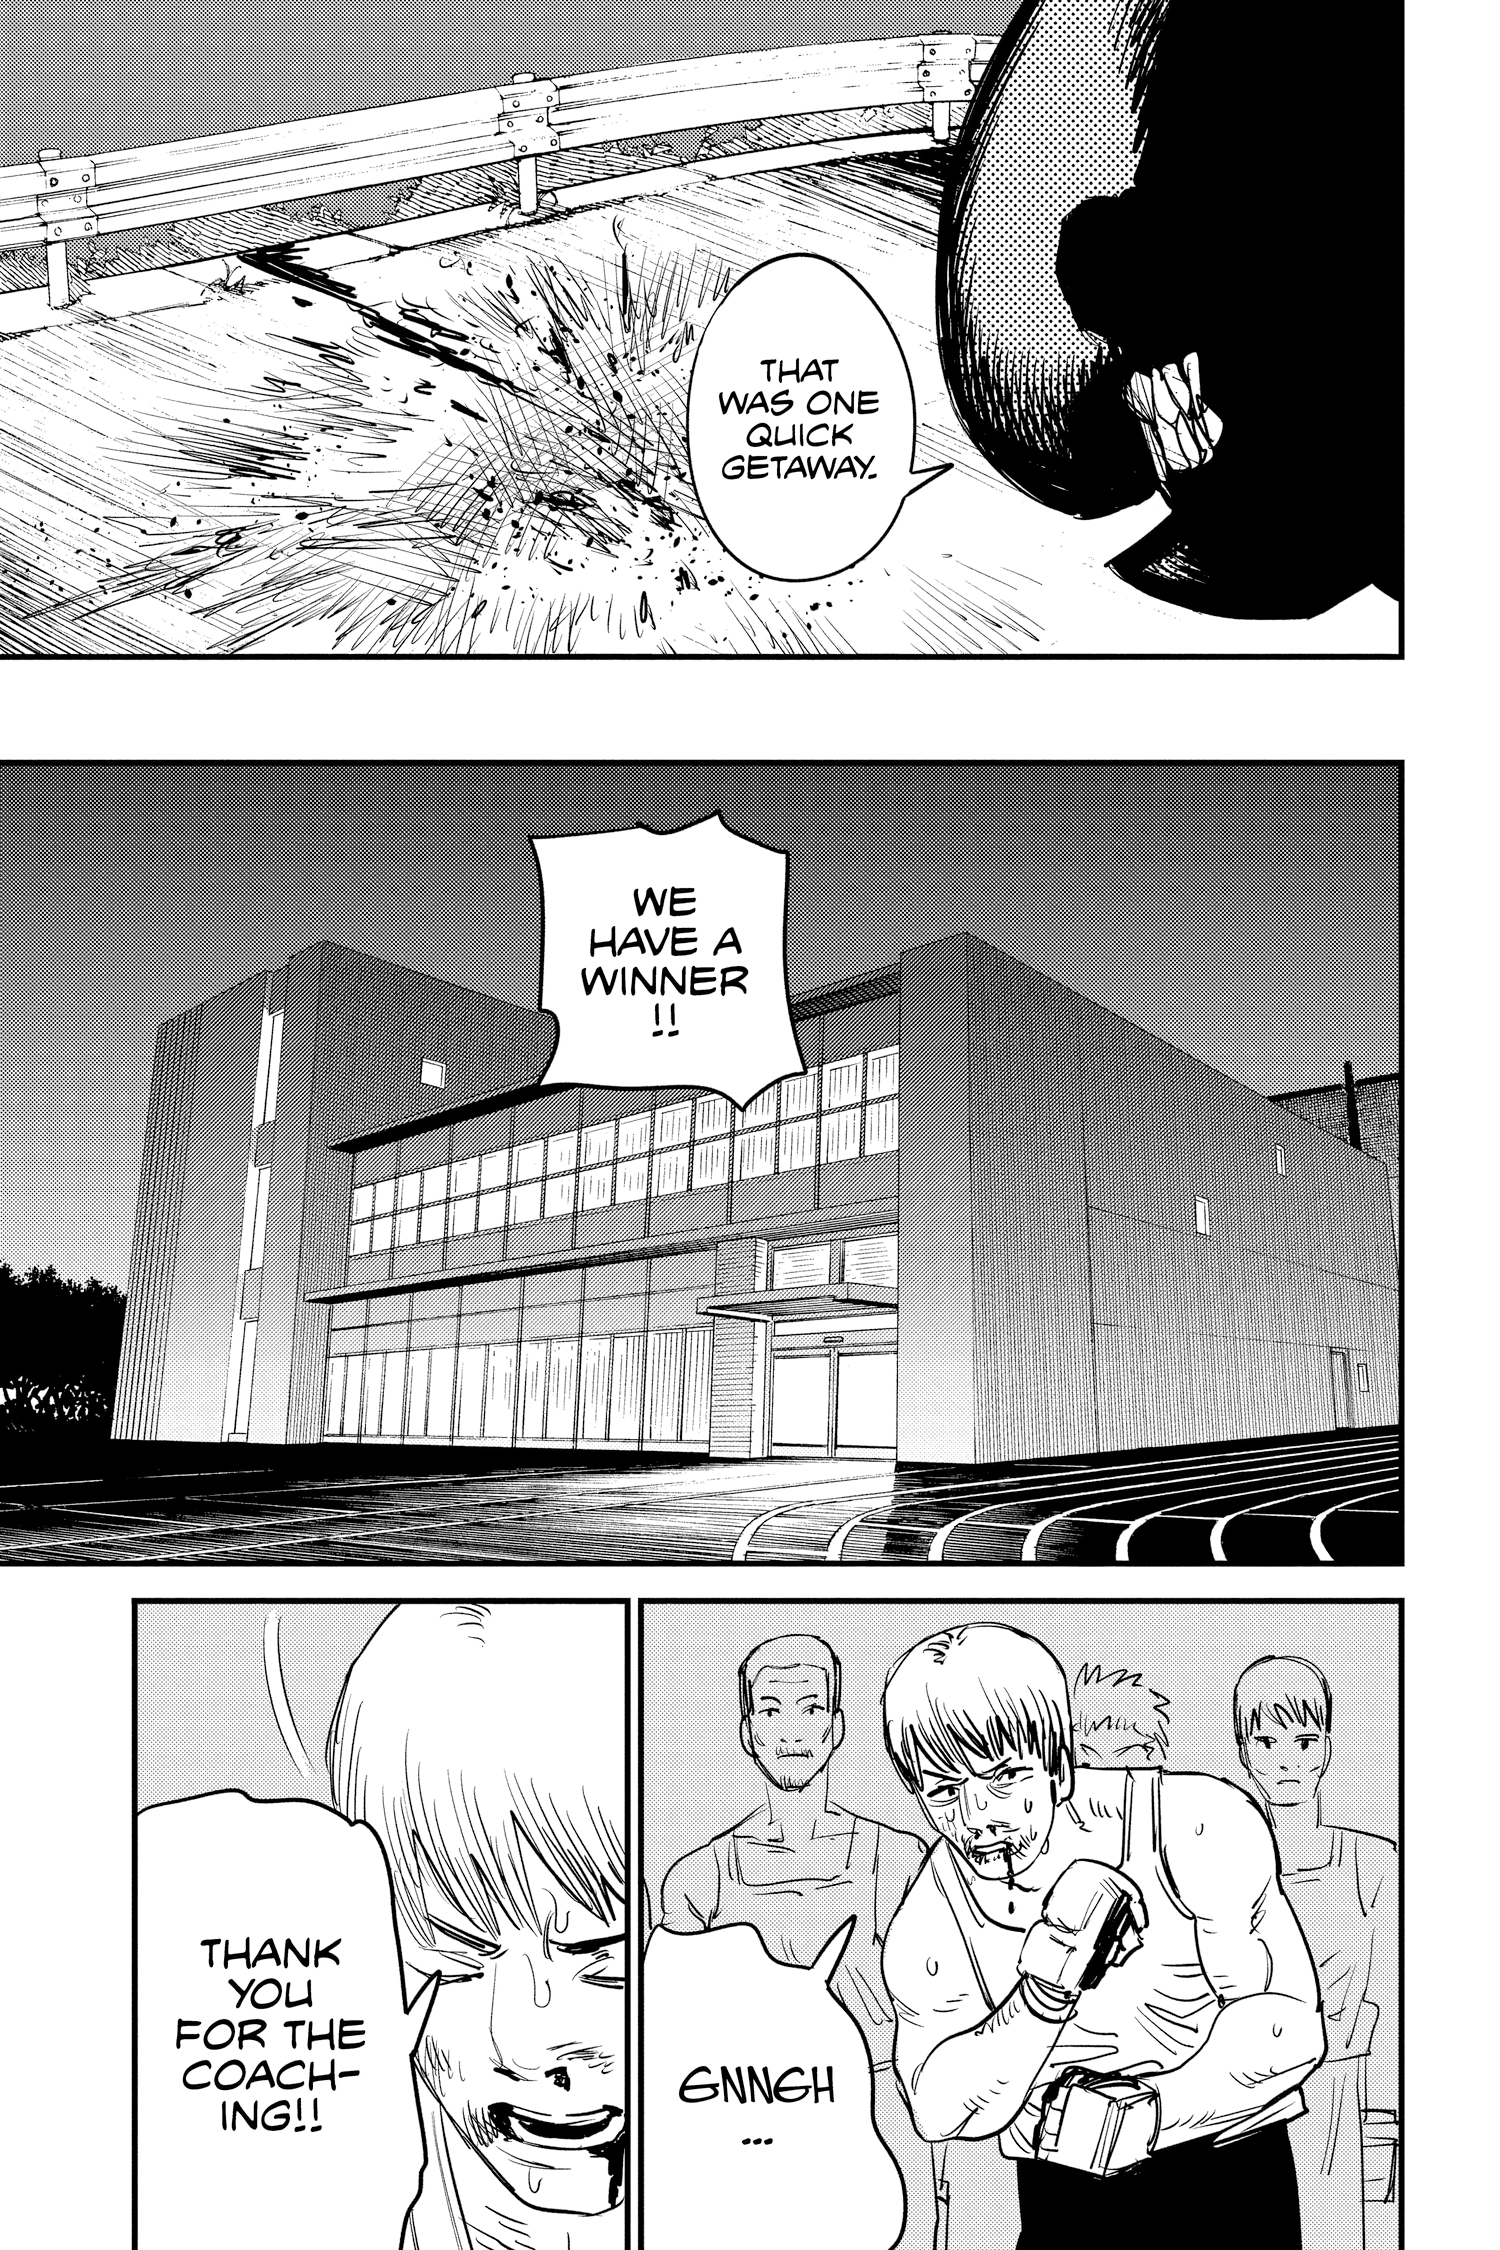 THAT
WAS ONE
QUICK
GETAWAY.
WE
HAVE A
WINNER
!!
GNNGH
...
THANK
YOU
FOR THE
COACH-
ING!!